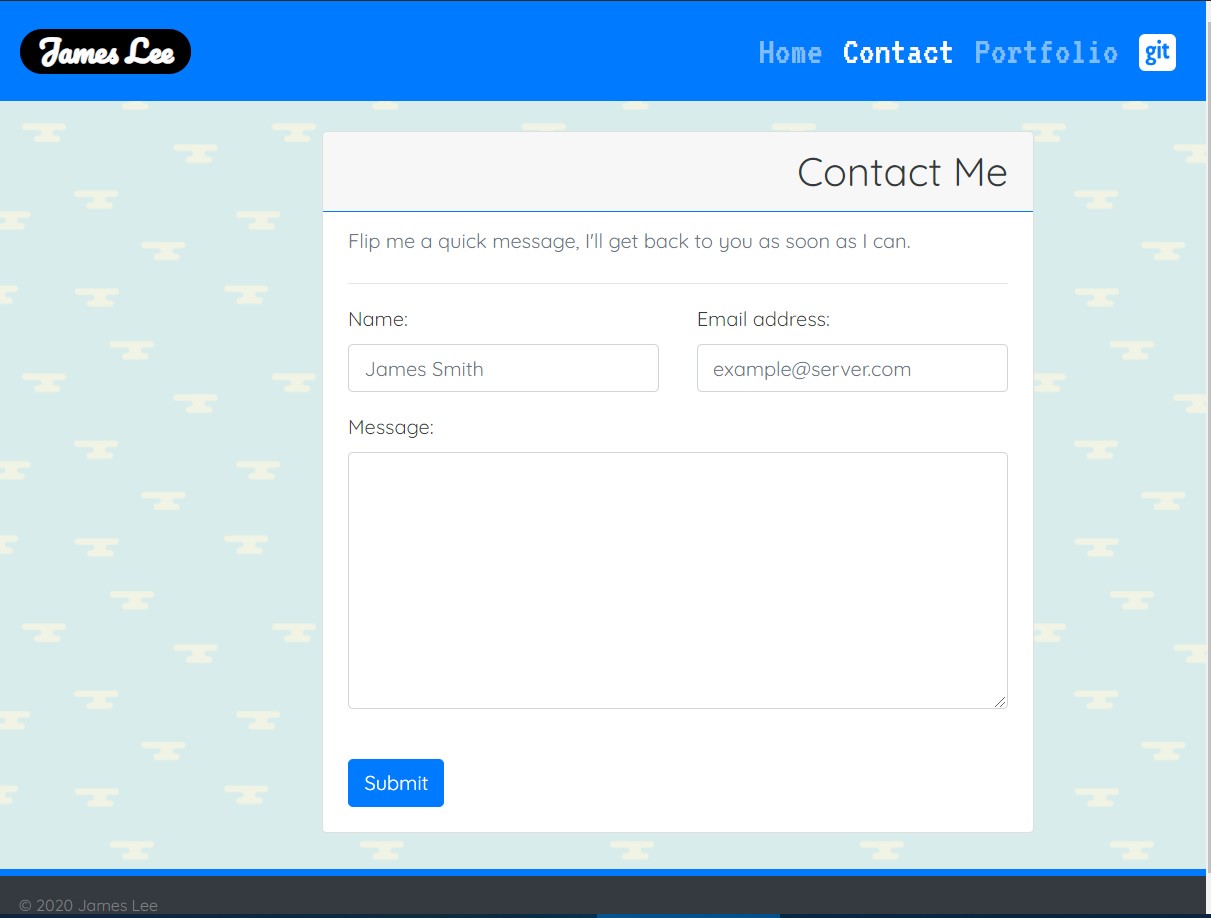 James Lee
Home Contact Portfolio git
Contact Me
Flip me a quick message, I'll get back to you as soon as I can.
Name: Email address:
James Smith example@server.com
Message:
Submit
© 2020 James Lee